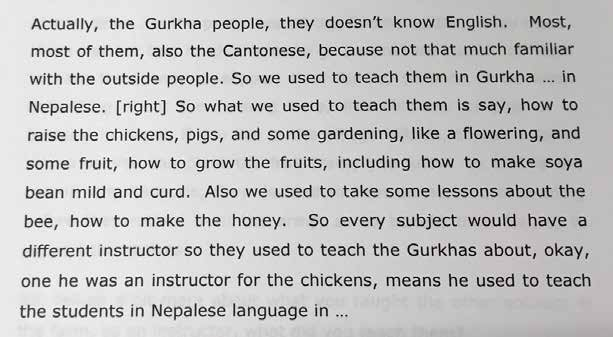 Actually, the Gurkha people, they doesn’t know English.  Most,
most of them, also the Cantonese, because not that much familiar
with the outside people. So we used to teach them in Gurkha … in
Nepalese. [right] So what we used to teach them is say, how to
raise the chickens, pigs, and some gardening, like a flowering, and
some fruit, how to grow the fruits, including how to make soya
bean mild and curd.  Also we used to take some lessons about the
bee, how to make the honey.  So every subject would have a
different instructor so they used to teach the Gurkhas about, okay,
one he was an instructor for the chickens, means he used to teach
the students in Nepalese language in …